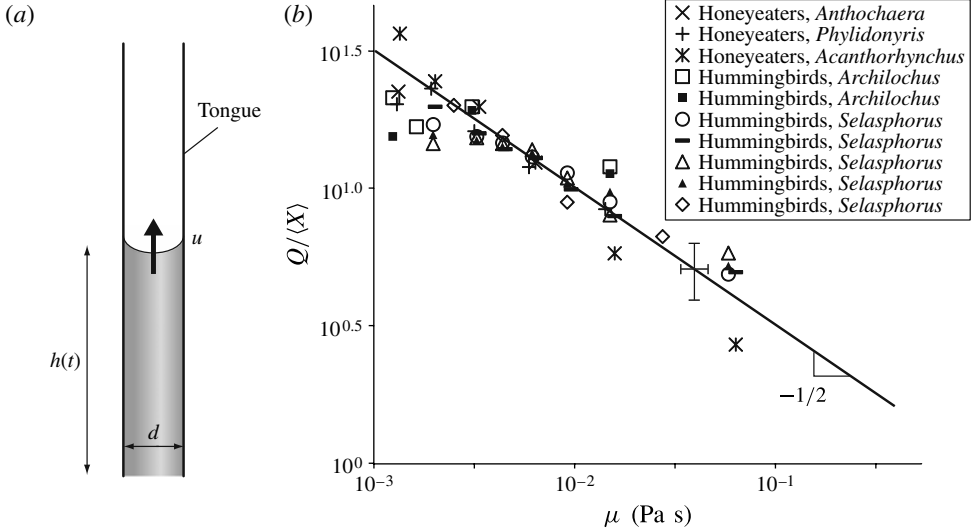 (a)
Tongue
u
h(t)
d
(b)
Honeyeaters, Anthochaera
Honeyeaters, Phylidonyris
Honeyeaters, Acanthorhynchus
Hummingbirds, Archilochus
Hummingbirds, Archilochus
Hummingbirds, Selasphorus
Hummingbirds, Selasphorus
Hummingbirds, Selasphorus
Hummingbirds, Selasphorus
Hummingbirds, Selasphorus
10^1.5
10^1.0
10^0.5
10^0
Q/⟨X⟩
−1/2
10^−3
10^−2
10^−1
μ (Pa s)